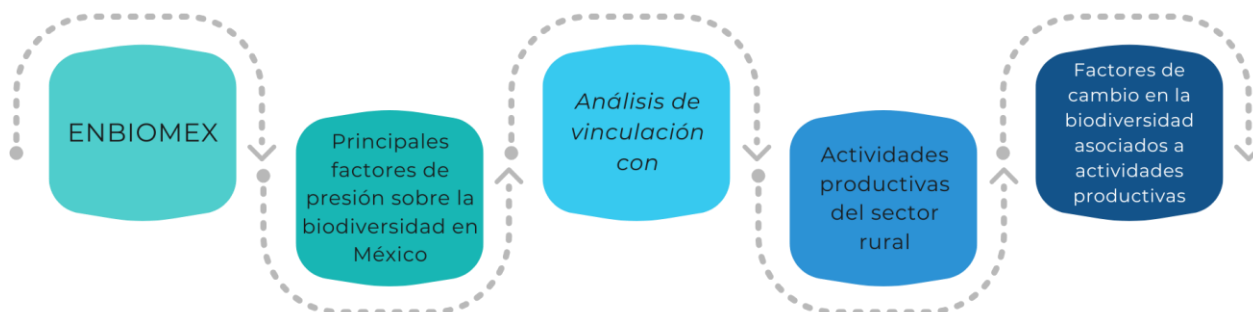 ENBIOMEX
Principales
factores de
presión sobre la
biodiversidad en
México
Análisis de
vinculación
con
Actividades
productivas
del sector
rural
Factores de
cambio en la
biodiversidad
asociados a
actividades
productivas